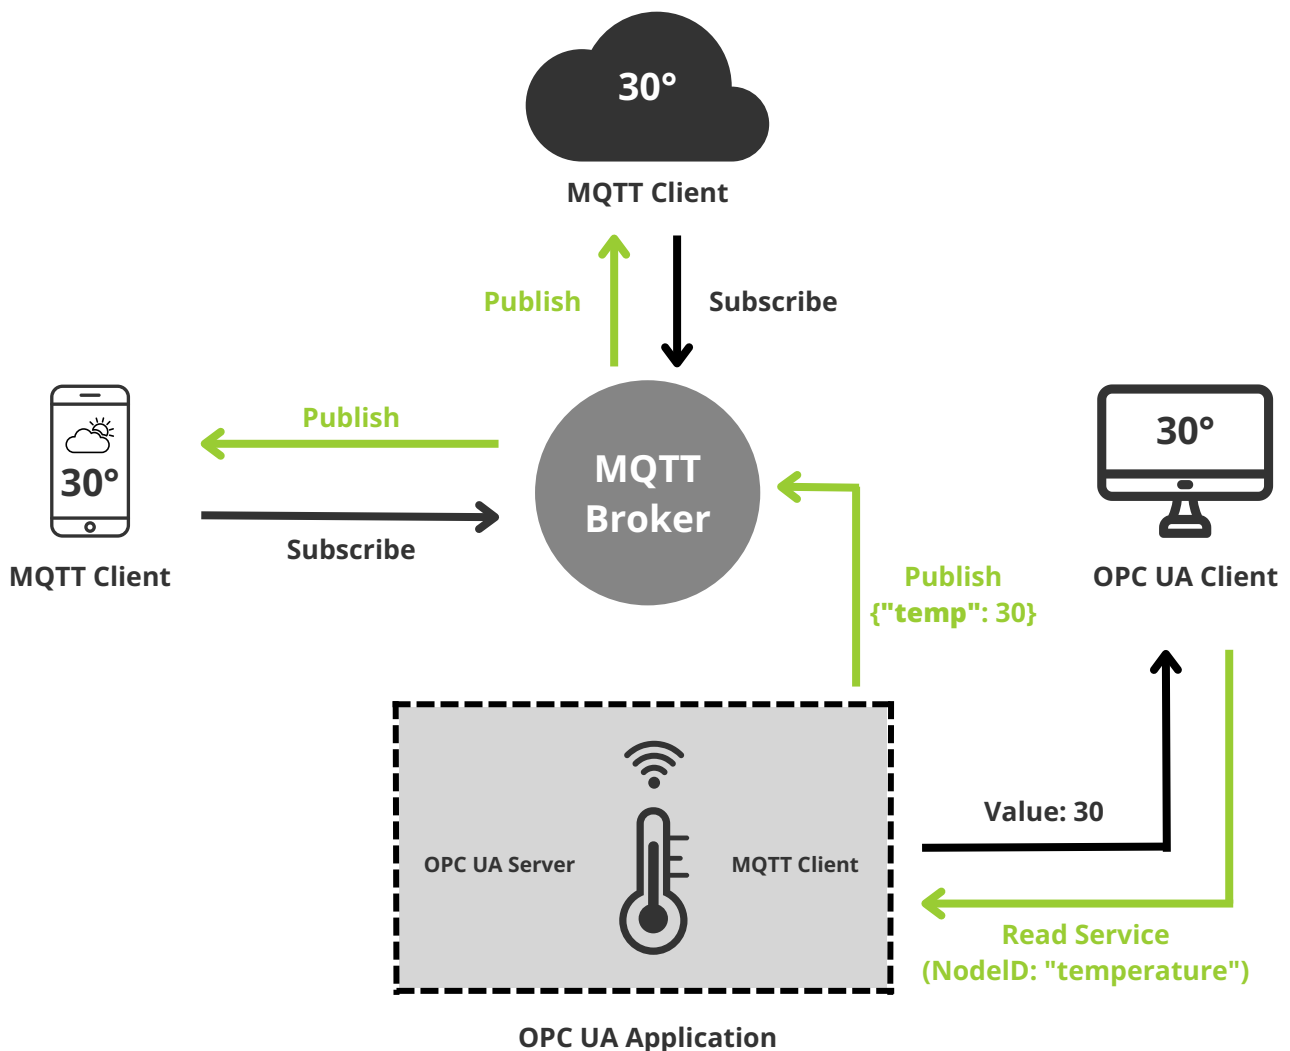 30°
MQTT Client
Publish
Subscribe
Publish
30°
Subscribe
MQTT Client
MQTT
Broker
30°
OPC UA Client
Publish
{"temp": 30}
OPC UA Server
MQTT Client
Value: 30
Read Service
(NodeID: "temperature")
OPC UA Application